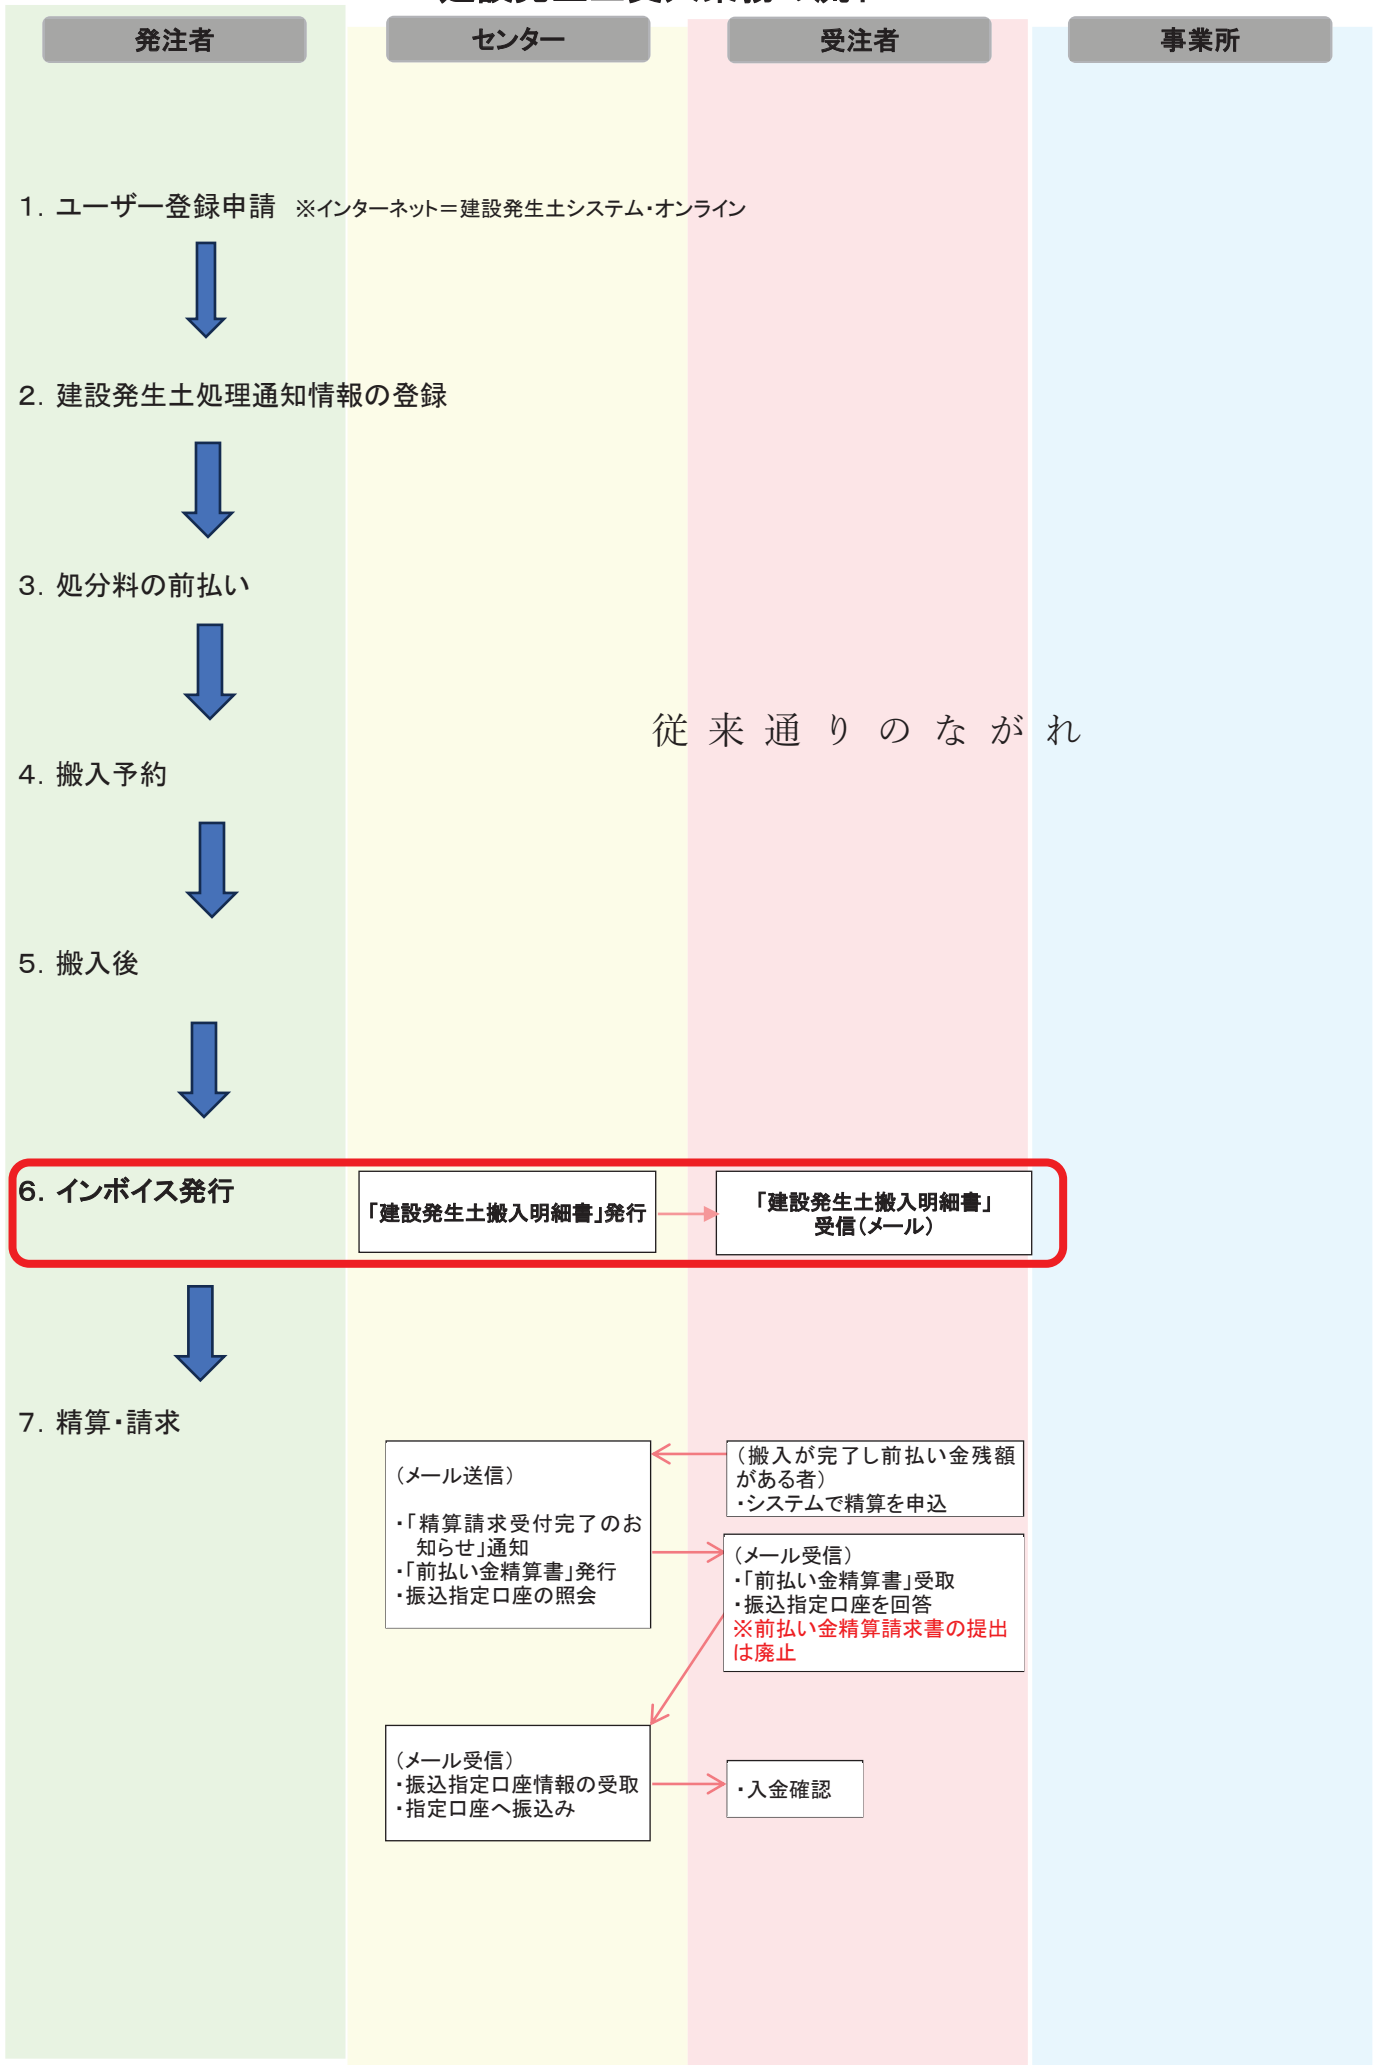 発注者
センター
受注者
事業所
1. ユーザー登録申請 ※インターネット＝建設発生土システム・オンライン
2. 建設発生土処理通知情報の登録
3. 処分料の前払い
従来通りのながれ
4. 搬入予約
5. 搬入後
6. インボイス発行
「建設発生土搬入明細書」発行
「建設発生土搬入明細書」
受信（メール）
7. 精算・請求
（搬入が完了し前払い金残額
がある者）
・システムで精算を申込
（メール送信）
・「精算請求受付完了のお
知らせ」通知
・「前払い金精算書」発行
・振込指定口座の照会
（メール受信）
・「前払い金精算書」受取
・振込指定口座を回答
※前払い金精算請求書の提出
は廃止
（メール受信）
・振込指定口座情報の受取
・指定口座へ振込み
・入金確認